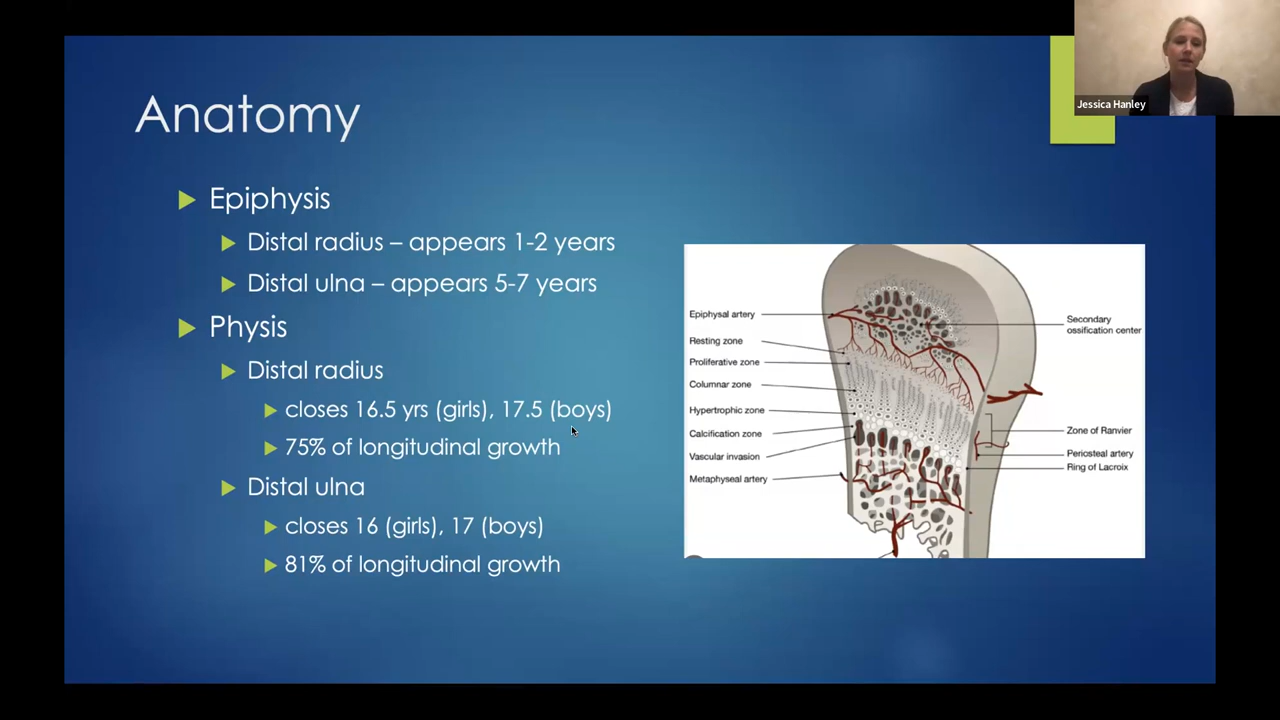 Anatomy
Epiphysis
Distal radius – appears 1-2 years
Distal ulna – appears 5-7 years
Physis
Distal radius
closes 16.5 yrs (girls), 17.5 (boys)
75% of longitudinal growth
Distal ulna
closes 16 (girls), 17 (boys)
81% of longitudinal growth
Epiphysal artery
Resting zone
Proliferative zone
Columnar zone
Hypertrophic zone
Calcification zone
Vascular invasion
Metaphyseal artery
Secondary
ossification center
Zone of Ranvier
Periosteal artery
Ring of Lacroix
Jessica Hanley